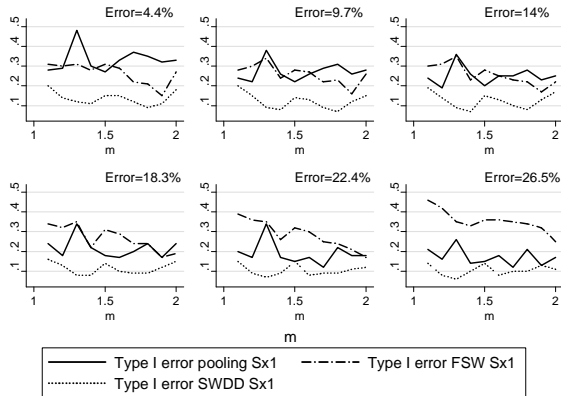 Error=4.4%
Error=9.7%
Error=14%
.1 .2 .3 .4 .5
.1 .2 .3 .4 .5
.1 .2 .3 .4 .5
1 1.5 2
1 1.5 2
1 1.5 2
m
m
m
Error=18.3%
Error=22.4%
Error=26.5%
.1 .2 .3 .4 .5
.1 .2 .3 .4 .5
.1 .2 .3 .4 .5
1 1.5 2
1 1.5 2
1 1.5 2
m
Type I error pooling Sx1
Type I error FSW Sx1
Type I error SWDD Sx1